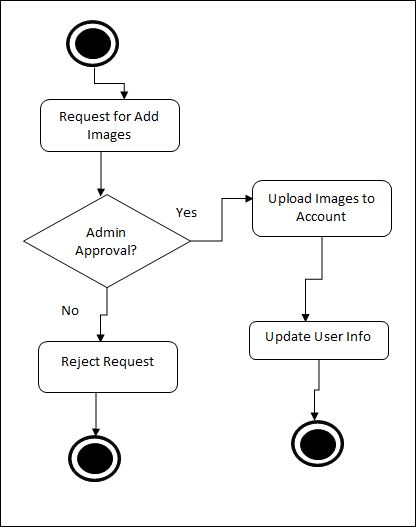 Request for Add
Images
Admin
Approval?
Yes
Upload Images to
Account
No
Reject Request
Update User Info